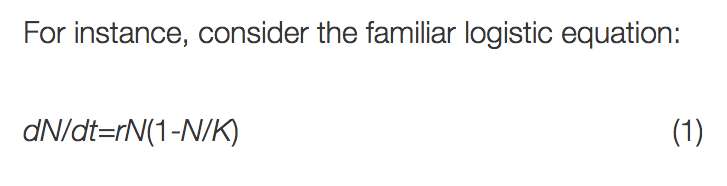 For instance, consider the familiar logistic equation:
dN/dt=rN(1-N/K) (1)